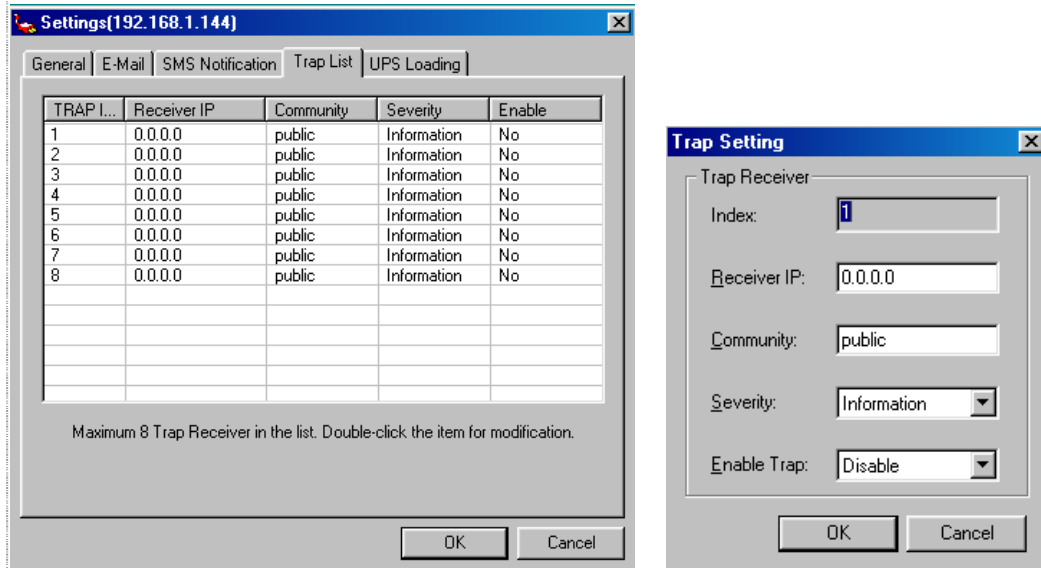 Settings(192.168.1.144)
General E-Mail SMS Notification Trap List UPS Loading
TRAP I... Receiver IP Community Severity Enable
1 0.0.0.0 public Information No
2 0.0.0.0 public Information No
3 0.0.0.0 public Information No
4 0.0.0.0 public Information No
5 0.0.0.0 public Information No
6 0.0.0.0 public Information No
7 0.0.0.0 public Information No
8 0.0.0.0 public Information No
Maximum 8 Trap Receiver in the list. Double-click the item for modification.
OK Cancel
Trap Setting
Trap Receiver
Index: 1
Receiver IP: 0.0.0.0
Community: public
Severity: Information
Enable Trap: Disable
OK Cancel